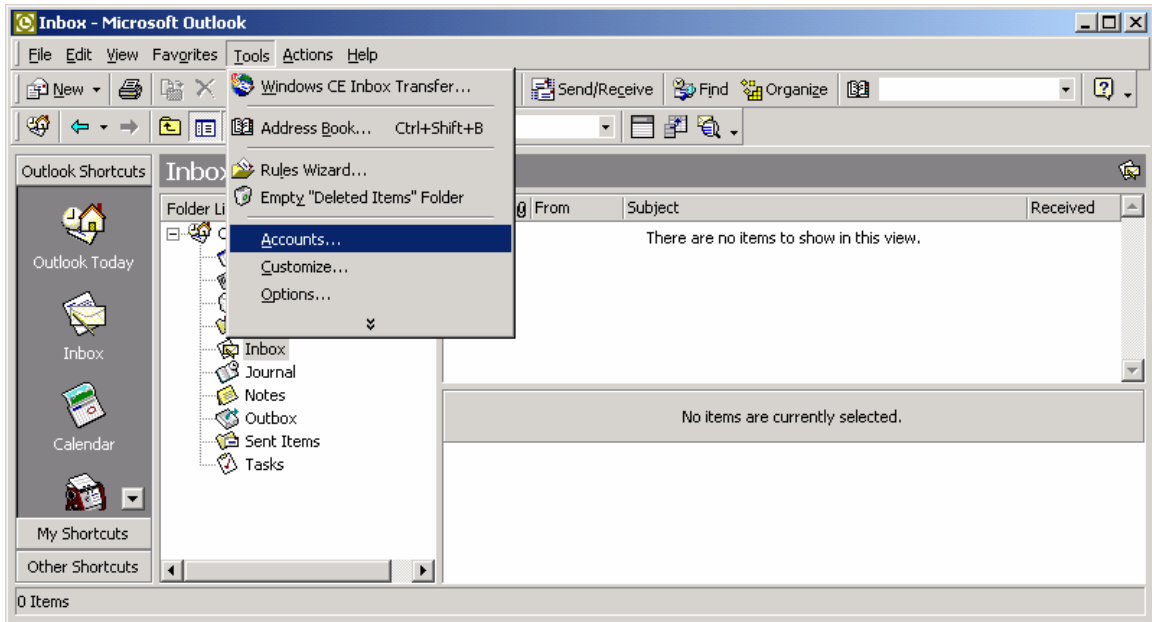 Inbox - Microsoft Outlook
File Edit View Favorites Tools Actions Help
New Send/Receive Find Organize
Windows CE Inbox Transfer...
Address Book... Ctrl+Shift+B
Rules Wizard...
Empty "Deleted Items" Folder
Accounts...
Customize...
Options...
Outlook Shortcuts
Outlook Today
Inbox
Calendar
My Shortcuts
Other Shortcuts
Inbox
Folder Li
Inbox
Journal
Notes
Outbox
Sent Items
Tasks
From Subject Received
There are no items to show in this view.
No items are currently selected.
0 Items